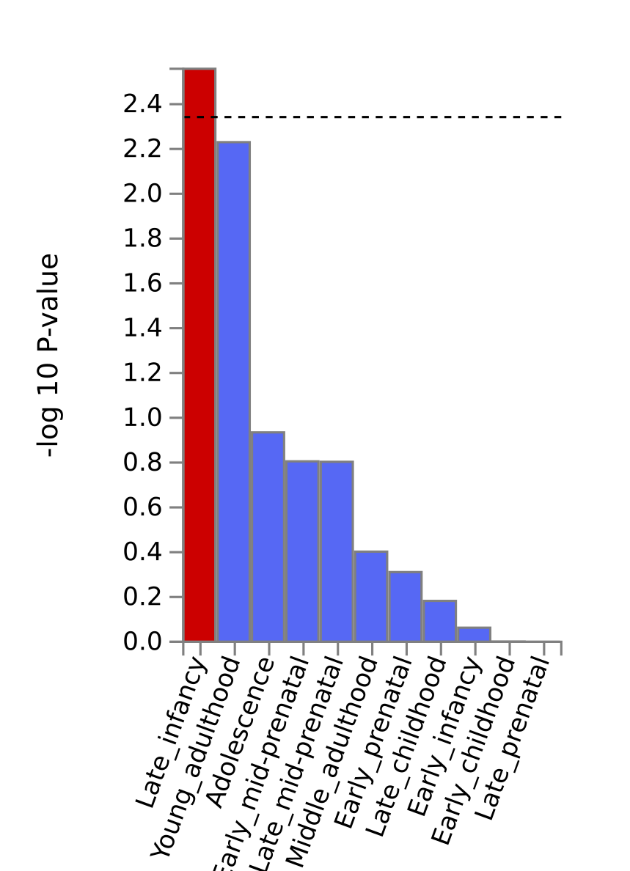 -log 10 P-value
2.4
2.2
2.0
1.8
1.6
1.4
1.2
1.0
0.8
0.6
0.4
0.2
0.0
Late_infancy
Young_adulthood
Adolescence
Early_mid-prenatal
Late_mid-prenatal
Middle_adulthood
Early_prenatal
Late_childhood
Early_infancy
Early_childhood
Late_prenatal